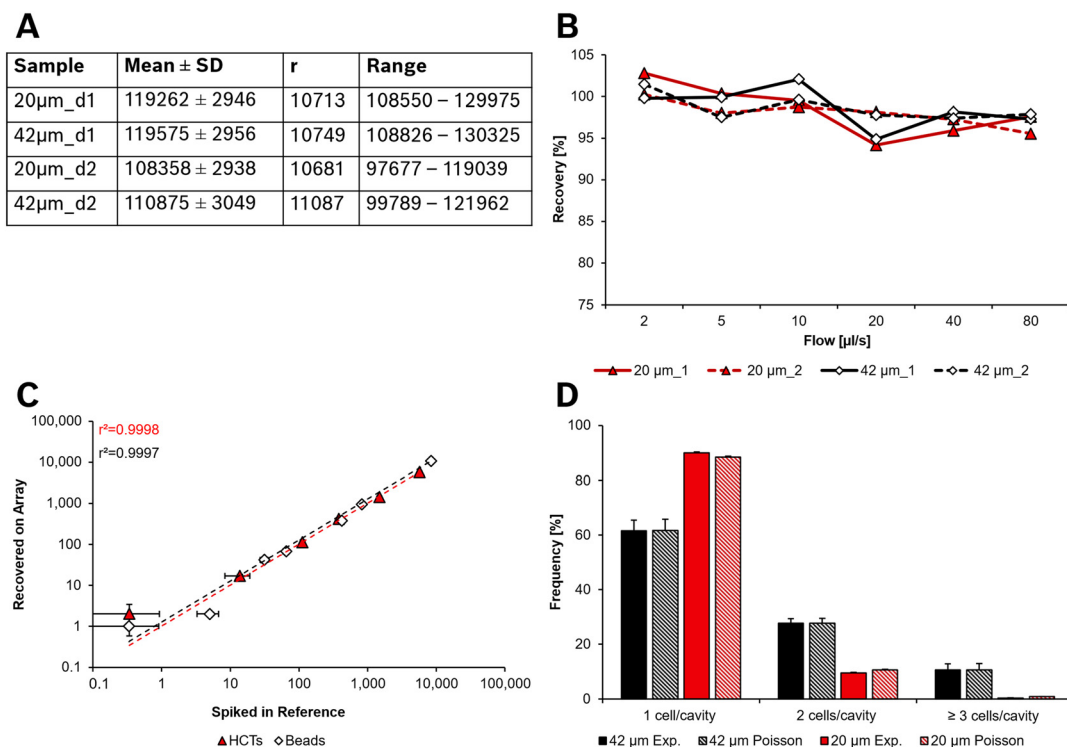 A
Sample Mean ± SD r Range
20µm_d1 119262 ± 2946 10713 108550 – 129975
42µm_d1 119575 ± 2956 10749 108826 – 130325
20µm_d2 108358 ± 2938 10681 97677 – 119039
42µm_d2 110875 ± 3049 11087 99789 – 121962
B
Recovery [%]
105
100
95
90
85
80
75
2 5 10 20 40 80
Flow [µl/s]
20 µm_1 20 µm_2 42 µm_1 42 µm_2
C
Recovered on Array
100,000
10,000
1,000
100
10
1
0.1
r²=0.9998
r²=0.9997
0.1 1 10 100 1,000 10,000 100,000
Spiked in Reference
HCTs Beads
D
Frequency [%]
100
80
60
40
20
0
1 cell/cavity 2 cells/cavity ≥ 3 cells/cavity
42 µm Exp. 42 µm Poisson 20 µm Exp. 20 µm Poisson